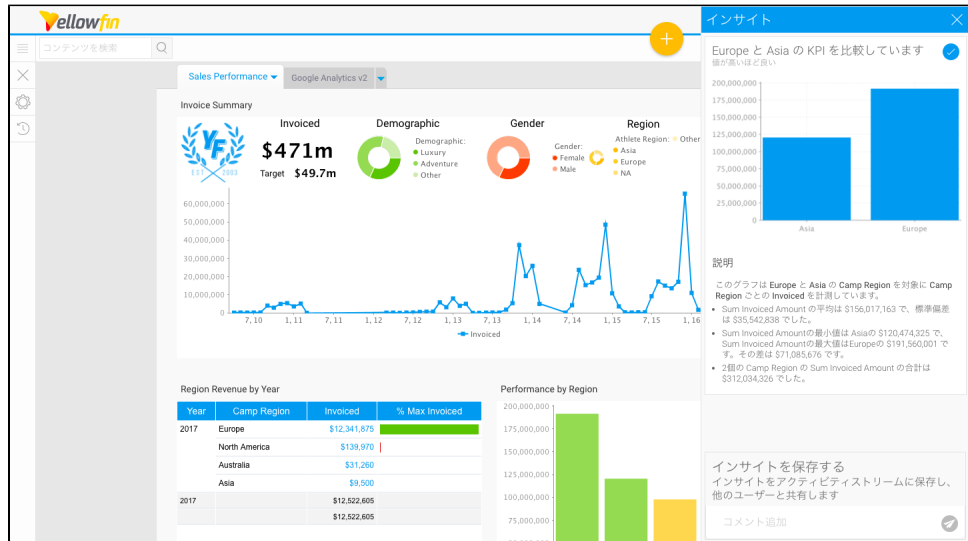 Yellowfin
コンテンツを検索
Sales Performance
Google Analytics v2
Invoice Summary
YF
EST 2003
Invoiced
$471m
Target $49.7m
Demographic
Demographic:
Luxury
Adventure
Other
Gender
Gender:
Female
Male
Region
Athlete Region:
Other
Asia
Europe
NA
60,000,000
50,000,000
40,000,000
30,000,000
20,000,000
10,000,000
0
7, 10
1, 11
7, 11
1, 12
7, 12
1, 13
7, 13
1, 14
7, 14
1, 15
7, 15
1, 16
Invoiced
Region Revenue by Year
Year Camp Region Invoiced % Max Invoiced
2017 Europe $12,341,875
North America $139,970
Australia $31,260
Asia $9,500
2017 $12,522,605
$12,522,605
Performance by Region
200,000,000
175,000,000
150,000,000
125,000,000
100,000,000
75,000,000
インサイト
Europe と Asia の KPI を比較しています
値が高いほど良い
200,000,000
175,000,000
150,000,000
125,000,000
100,000,000
75,000,000
50,000,000
25,000,000
0
Asia
Europe
説明
このグラフは Europe と Asia の Camp Region を対象に Camp
Region ごとの Invoiced を計測しています。
Sum Invoiced Amount の平均は $156,017,163 で、標準偏差
は $35,542,838 でした。
Sum Invoiced Amountの最小値は Asiaの $120,474,325 で、
Sum Invoiced Amountの最大値はEuropeの $191,560,001 で
す。その差は $71,085,676 です。
2個の Camp Region の Sum Invoiced Amount の合計は
$312,034,326 でした。
インサイトを保存する
インサイトをアクティビティストリームに保存し、
他のユーザーと共有します
コメント追加